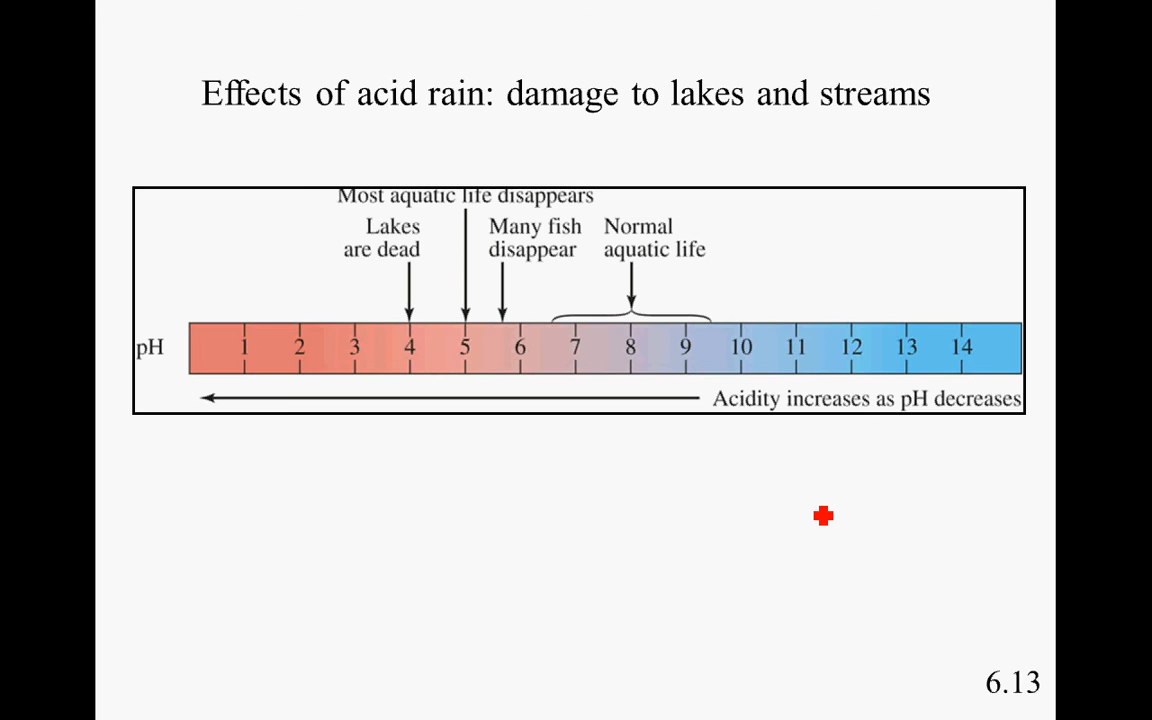 Effects of acid rain: damage to lakes and streams
Most aquatic life disappears
Lakes
are dead
Many fish
disappear
Normal
aquatic life
pH 1 2 3 4 5 6 7 8 9 10 11 12 13 14
Acidity increases as pH decreases
6.13